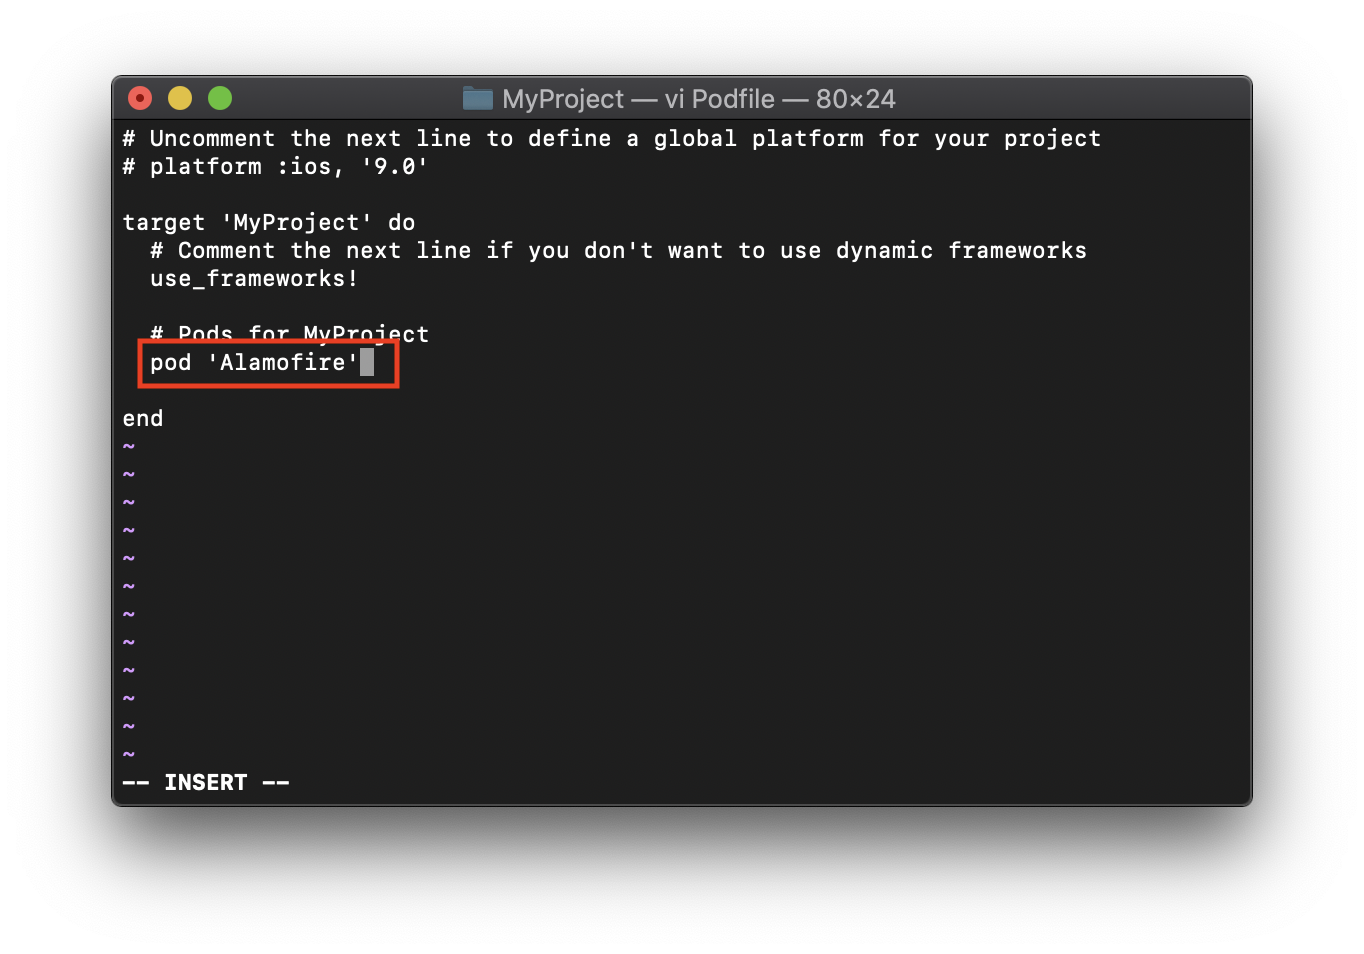 MyProject — vi Podfile — 80×24
# Uncomment the next line to define a global platform for your project
# platform :ios, '9.0'
target 'MyProject' do
  # Comment the next line if you don't want to use dynamic frameworks
  use_frameworks!
  # Pods for MyProject
  pod 'Alamofire'
end
~
~
~
~
~
~
~
~
~
~
~
~
-- INSERT --